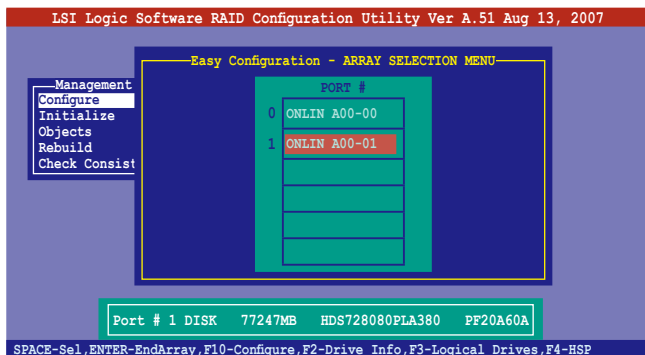 LSI Logic Software RAID Configuration Utility Ver A.51 Aug 13, 2007
Easy Configuration - ARRAY SELECTION MENU
Management
Configure
Initialize
Objects
Rebuild
Check Consist
PORT #
0 ONLIN A00-00
1 ONLIN A00-01
Port # 1 DISK 77247MB HDS728080PLA380 PF20A60A
SPACE-Sel,ENTER-EndArray,F10-Configure,F2-Drive Info,F3-Logical Drives,F4-HSP